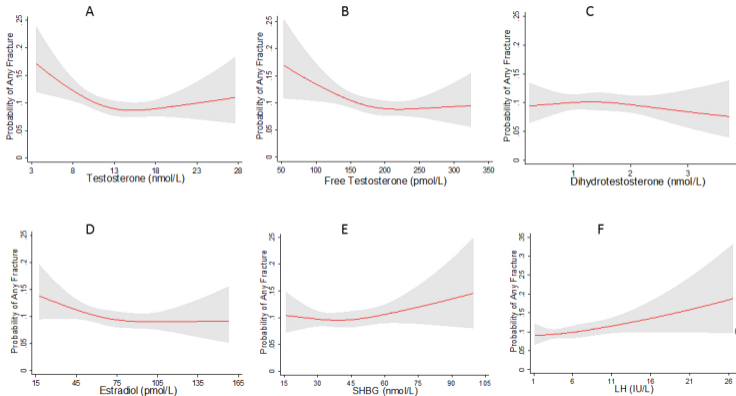 A
Probability of Any Fracture
0 .05 .1 .15 .2 .25
3 8 13 18 23 28
Testosterone (nmol/L)
B
Probability of Any Fracture
0 .05 .1 .15 .2 .25
50 100 150 200 250 300 350
Free Testosterone (pmol/L)
C
Probability of Any Fracture
0 .05 .1 .15 .2 .25
1 2 3
Dihydrotestosterone (nmol/L)
D
Probability of Any Fracture
0 .05 .1 .15 .2 .25
15 45 75 105 135 165
Estradiol (pmol/L)
E
Probability of Any Fracture
0 .05 .1 .15 .2 .25
15 30 45 60 75 90 105
SHBG (nmol/L)
F
Probability of Any Fracture
0 .05 .1 .15 .2 .25 .3 .35
1 6 11 16 21 26
LH (IU/L)